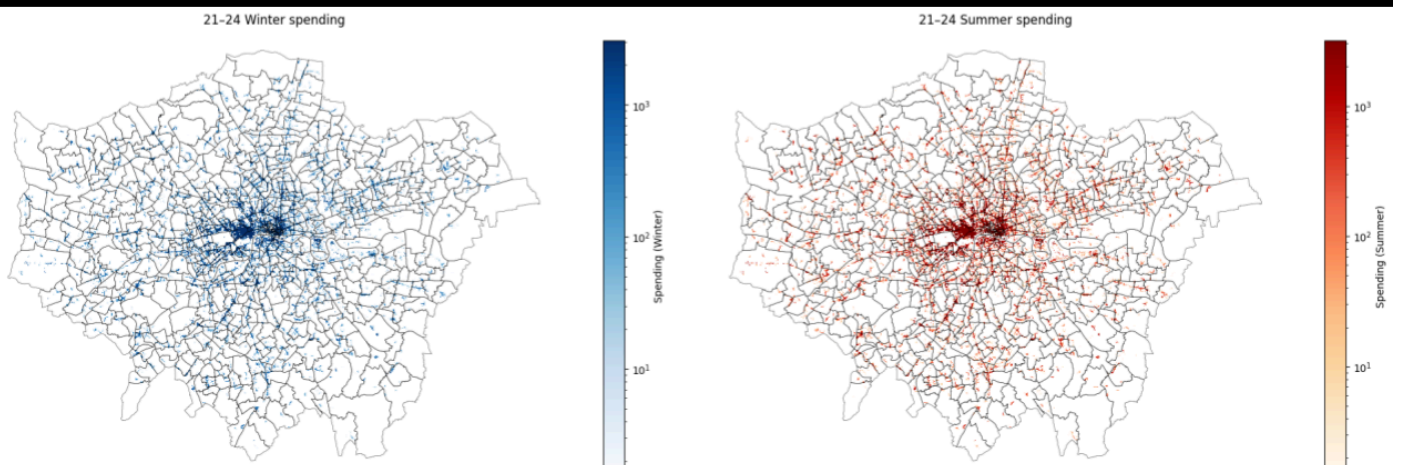 21–24 Winter spending
10³
10²
10¹
Spending (Winter)
21–24 Summer spending
10³
10²
10¹
Spending (Summer)